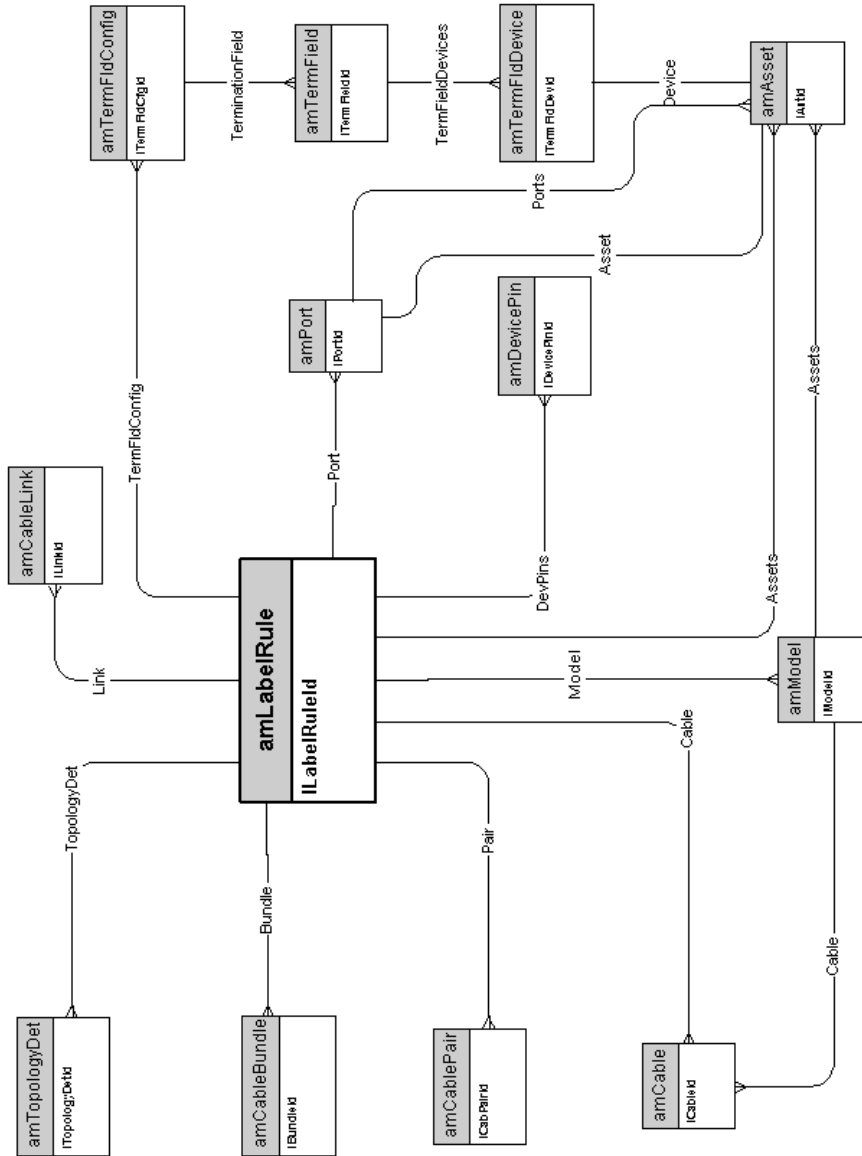 amTopologyDet
lTopologyDetId
amCableLink
lLinkId
TopologyDet
Link
amTermFldConfig
lTermFldCfgId
TermFldConfig
amCableBundle
lBundleId
Bundle
TerminationField
amLabelRule
lLabelRuleId
amPort
lPortId
Port
amTermField
lTermFieldId
amCablePair
lCabPairId
Pair
TermFieldDevices
amDevicePin
lDevicePinId
DevPins
amTermFldDevice
lTermFldDevId
Ports
Model
Asset
amCable
lCableId
Cable
Device
Assets
amModel
lModelId
amAsset
lAstId
Assets
Cable